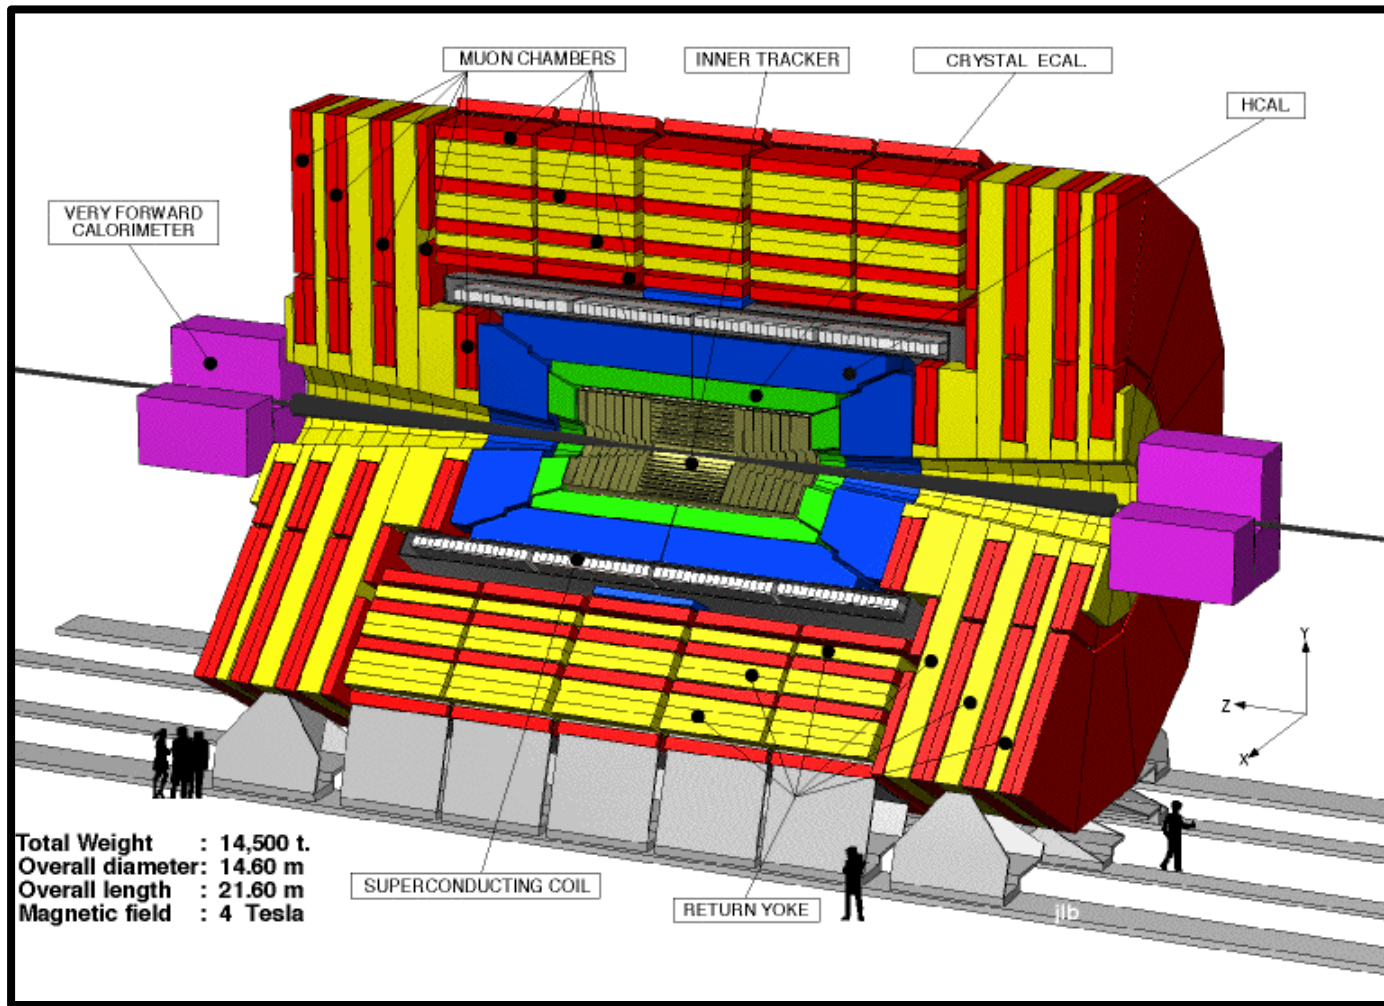 MUON CHAMBERS
INNER TRACKER
CRYSTAL ECAL.
HCAL
VERY FORWARD
CALORIMETER
Y
Z
X
Total Weight : 14,500 t.
Overall diameter: 14.60 m
Overall length : 21.60 m
Magnetic field : 4 Tesla
SUPERCONDUCTING COIL
RETURN YOKE
jlb